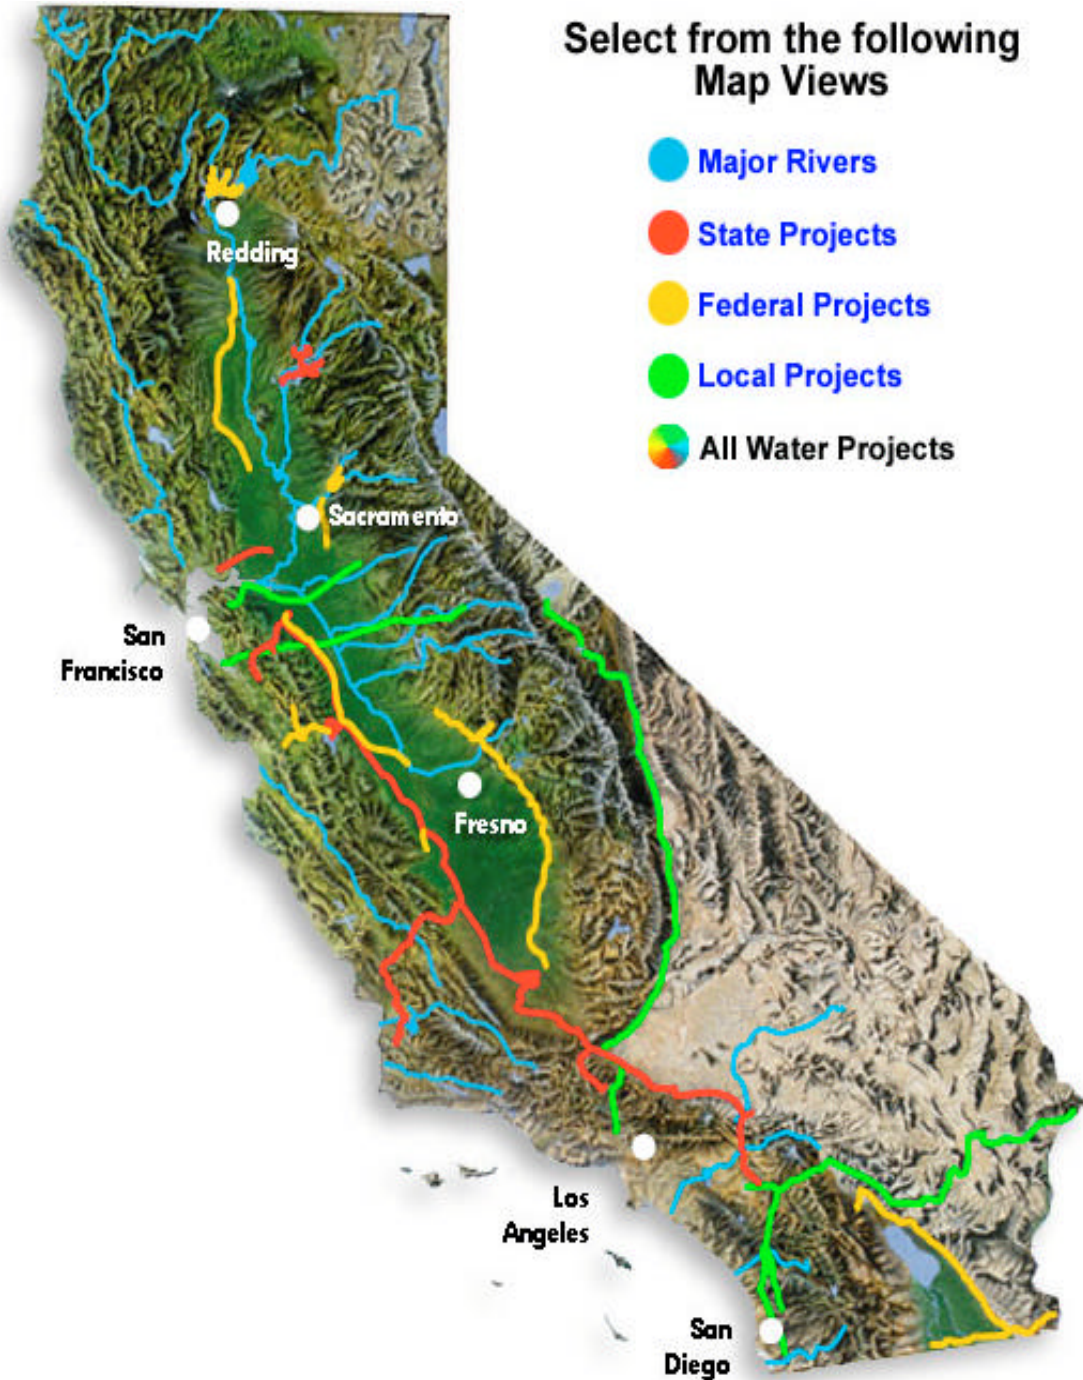 Select from the following
Map Views
Major Rivers
State Projects
Federal Projects
Local Projects
All Water Projects
Redding
Sacramento
San
Francisco
Fresno
Los
Angeles
San
Diego